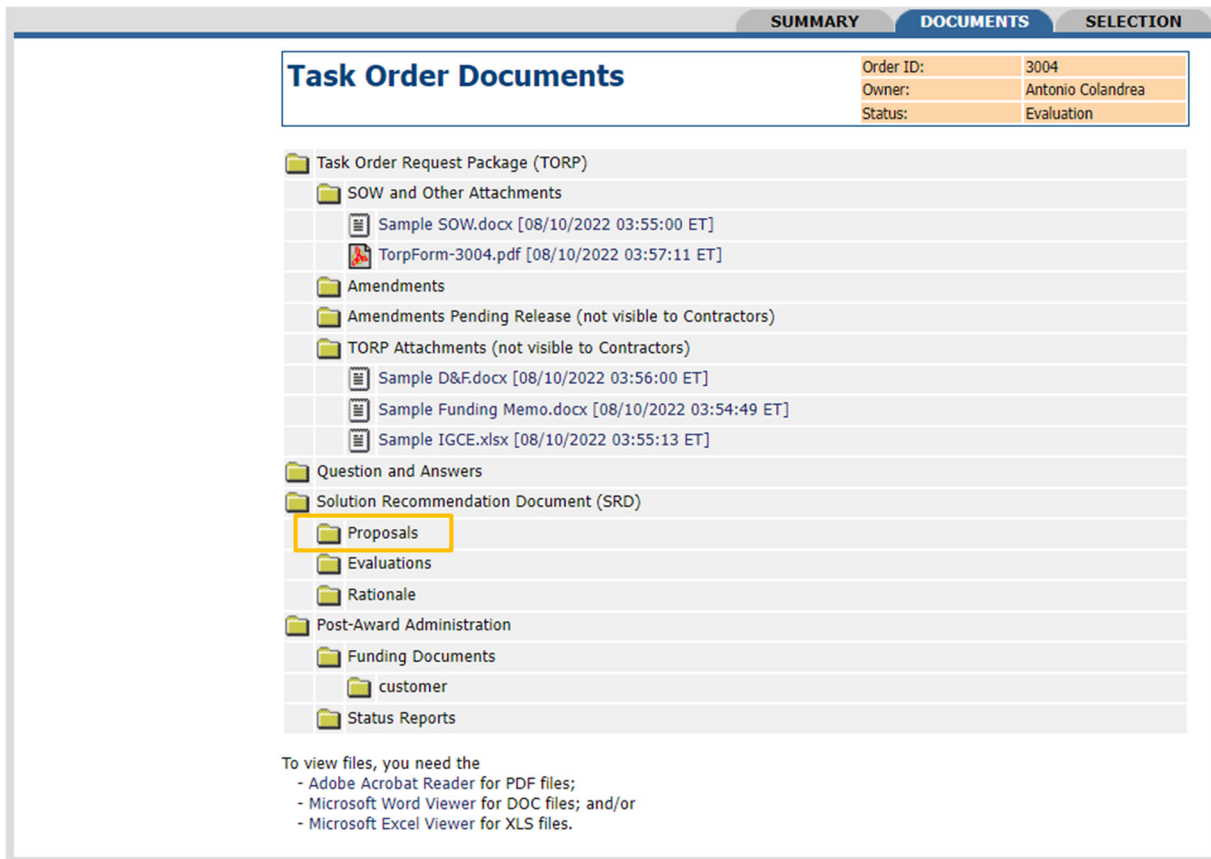 SUMMARY DOCUMENTS SELECTION
Task Order Documents
Order ID: 3004
Owner: Antonio Colandrea
Status: Evaluation
Task Order Request Package (TORP)
SOW and Other Attachments
Sample SOW.docx [08/10/2022 03:55:00 ET]
TorpForm-3004.pdf [08/10/2022 03:57:11 ET]
Amendments
Amendments Pending Release (not visible to Contractors)
TORP Attachments (not visible to Contractors)
Sample D&F.docx [08/10/2022 03:56:00 ET]
Sample Funding Memo.docx [08/10/2022 03:54:49 ET]
Sample IGCE.xlsx [08/10/2022 03:55:13 ET]
Question and Answers
Solution Recommendation Document (SRD)
Proposals
Evaluations
Rationale
Post-Award Administration
Funding Documents
customer
Status Reports
To view files, you need the
- Adobe Acrobat Reader for PDF files;
- Microsoft Word Viewer for DOC files; and/or
- Microsoft Excel Viewer for XLS files.